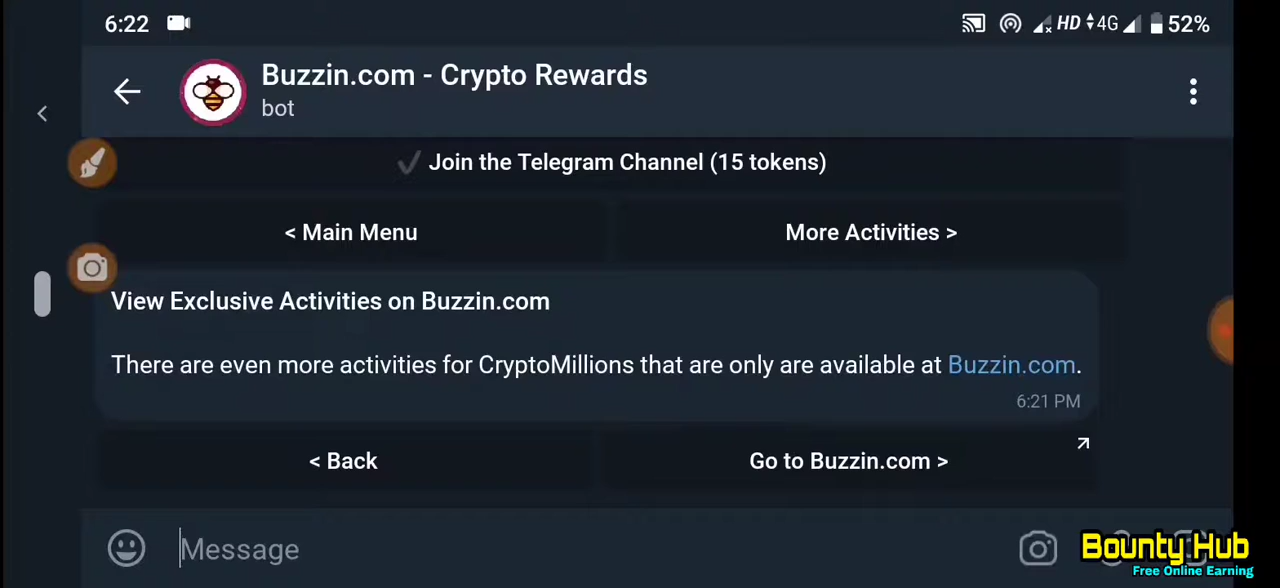 6:22 HD 4G 52%
Buzzin.com - Crypto Rewards
bot
Join the Telegram Channel (15 tokens)
< Main Menu More Activities >
View Exclusive Activities on Buzzin.com
There are even more activities for CryptoMillions that are only are available at Buzzin.com.
6:21 PM
< Back Go to Buzzin.com >
Message
Bounty Hub
Free Online Earning